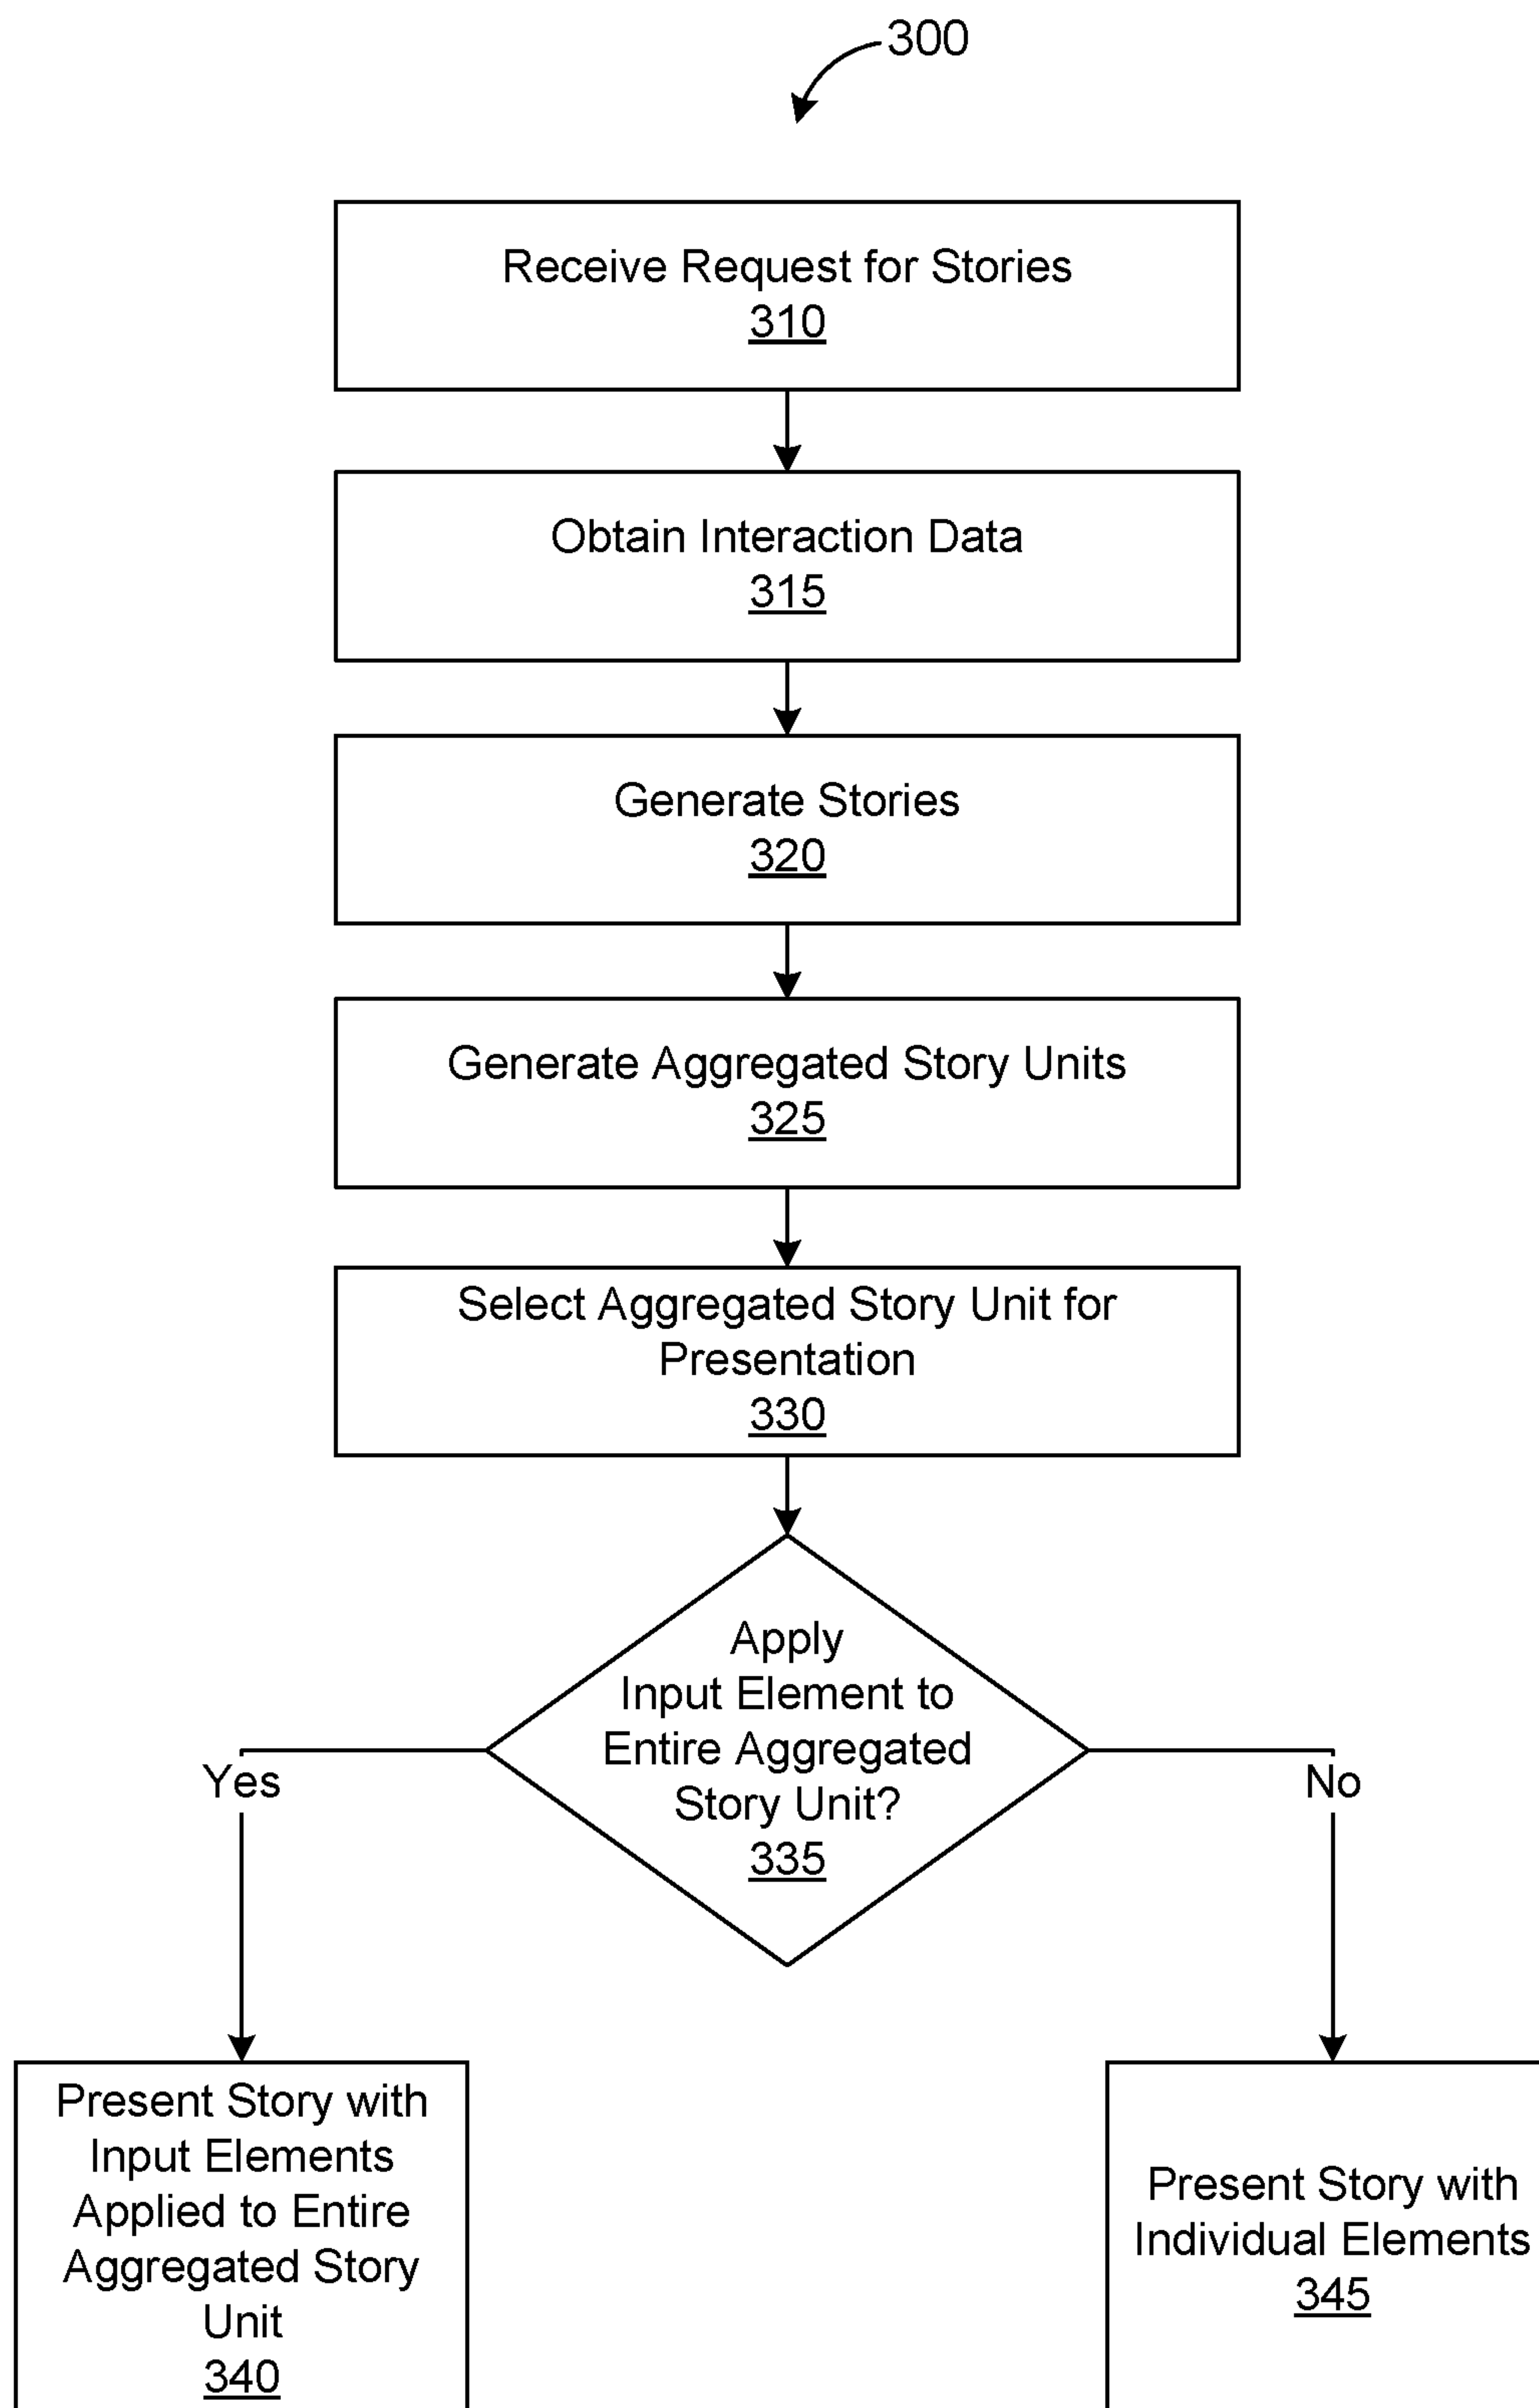 300
Receive Request for Stories
310
Obtain Interaction Data
315
Generate Stories
320
Generate Aggregated Story Units
325
Select Aggregated Story Unit for
Presentation
330
Apply
Input Element to
Entire Aggregated
Story Unit?
335
Yes
No
Present Story with
Input Elements
Applied to Entire
Aggregated Story
Unit
340
Present Story with
Individual Elements
345